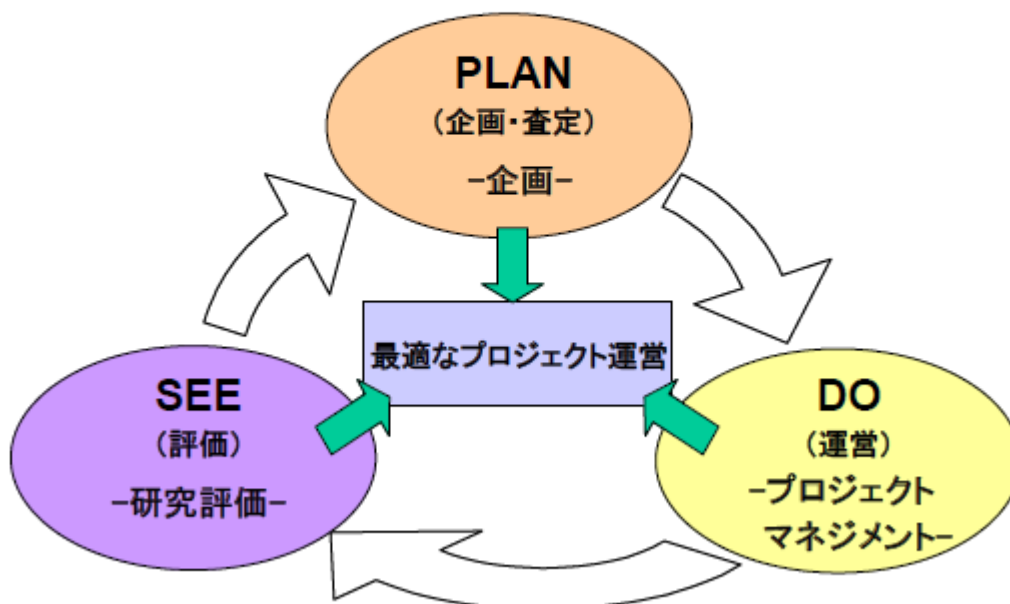 PLAN
（企画・査定）
－企画－
最適なプロジェクト運営
SEE
（評価）
－研究評価－
DO
（運営）
－プロジェクト
マネジメント－